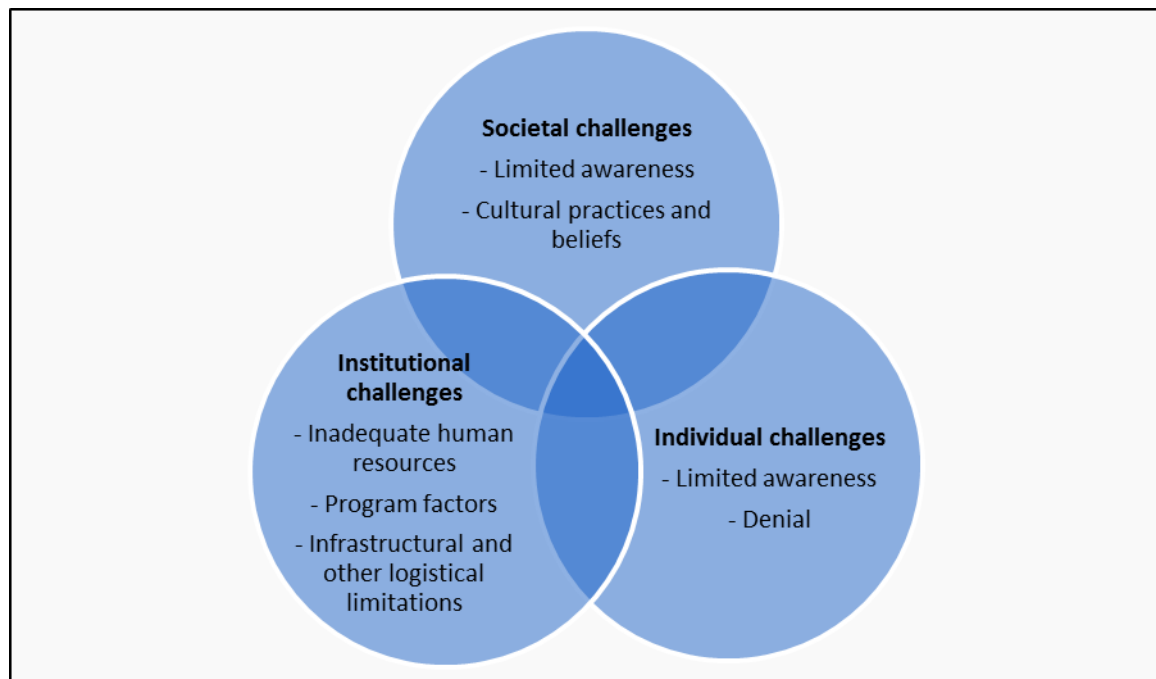 Societal challenges
- Limited awareness
- Cultural practices and
beliefs
Institutional
challenges
- Inadequate human
resources
- Program factors
- Infrastructural and
other logistical
limitations
Individual challenges
- Limited awareness
- Denial